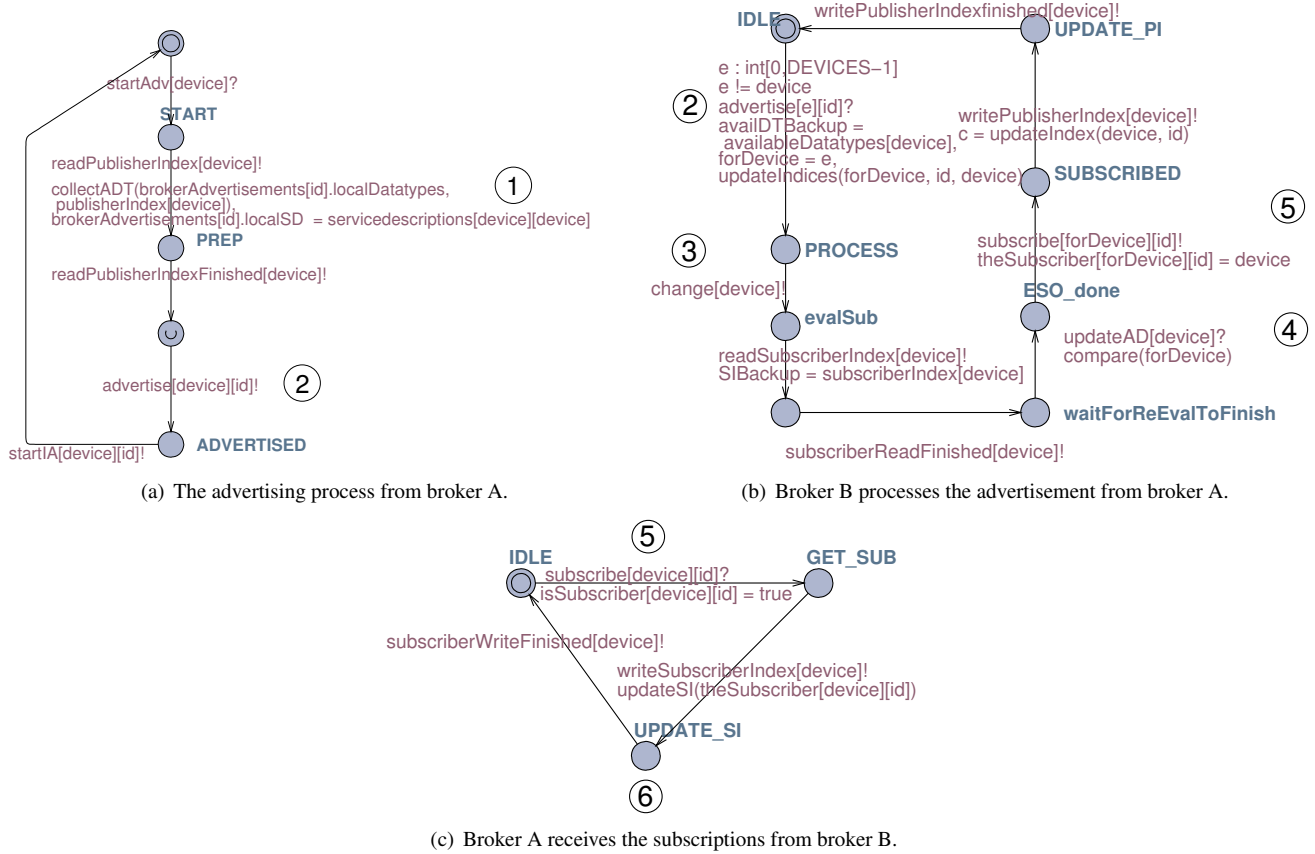 startAdv[device]?
START
readPublisherIndex[device]!
collectADT(brokerAdvertisements[id].localDatatypes,
publisherIndex[device]),
brokerAdvertisements[id].localSD = servicedescriptions[device][device]
1
PREP
readPublisherIndexFinished[device]!
advertise[device][id]!
2
startIA[device][id]!
ADVERTISED
(a) The advertising process from broker A.
IDLE
writePublisherIndexfinished[device]!
UPDATE_PI
e : int[0,DEVICES−1]
e != device
2
advertise[e][id]?
availDTBackup =
availableDatatypes[device],
forDevice = e,
updateIndices(forDevice, id, device)
writePublisherIndex[device]!
c = updateIndex(device, id)
SUBSCRIBED
5
3
PROCESS
subscribe[forDevice][id]!
theSubscriber[forDevice][id] = device
change[device]!
ESO_done
evalSub
4
updateAD[device]?
compare(forDevice)
readSubscriberIndex[device]!
SIBackup = subscriberIndex[device]
waitForReEvalToFinish
subscriberReadFinished[device]!
(b) Broker B processes the advertisement from broker A.
5
IDLE
GET_SUB
subscribe[device][id]?
isSubscriber[device][id] = true
subscriberWriteFinished[device]!
writeSubscriberIndex[device]!
updateSI(theSubscriber[device][id])
UPDATE_SI
6
(c) Broker A receives the subscriptions from broker B.